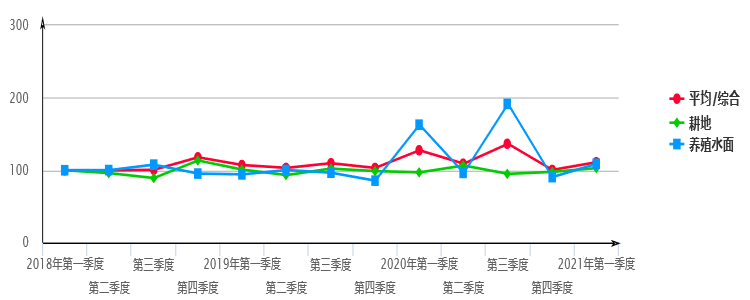 300
200
100
0
2018年第一季度
第二季度
第三季度
第四季度
2019年第一季度
第二季度
第三季度
第四季度
2020年第一季度
第二季度
第三季度
第四季度
2021年第一季度
平均/综合
耕地
养殖水面